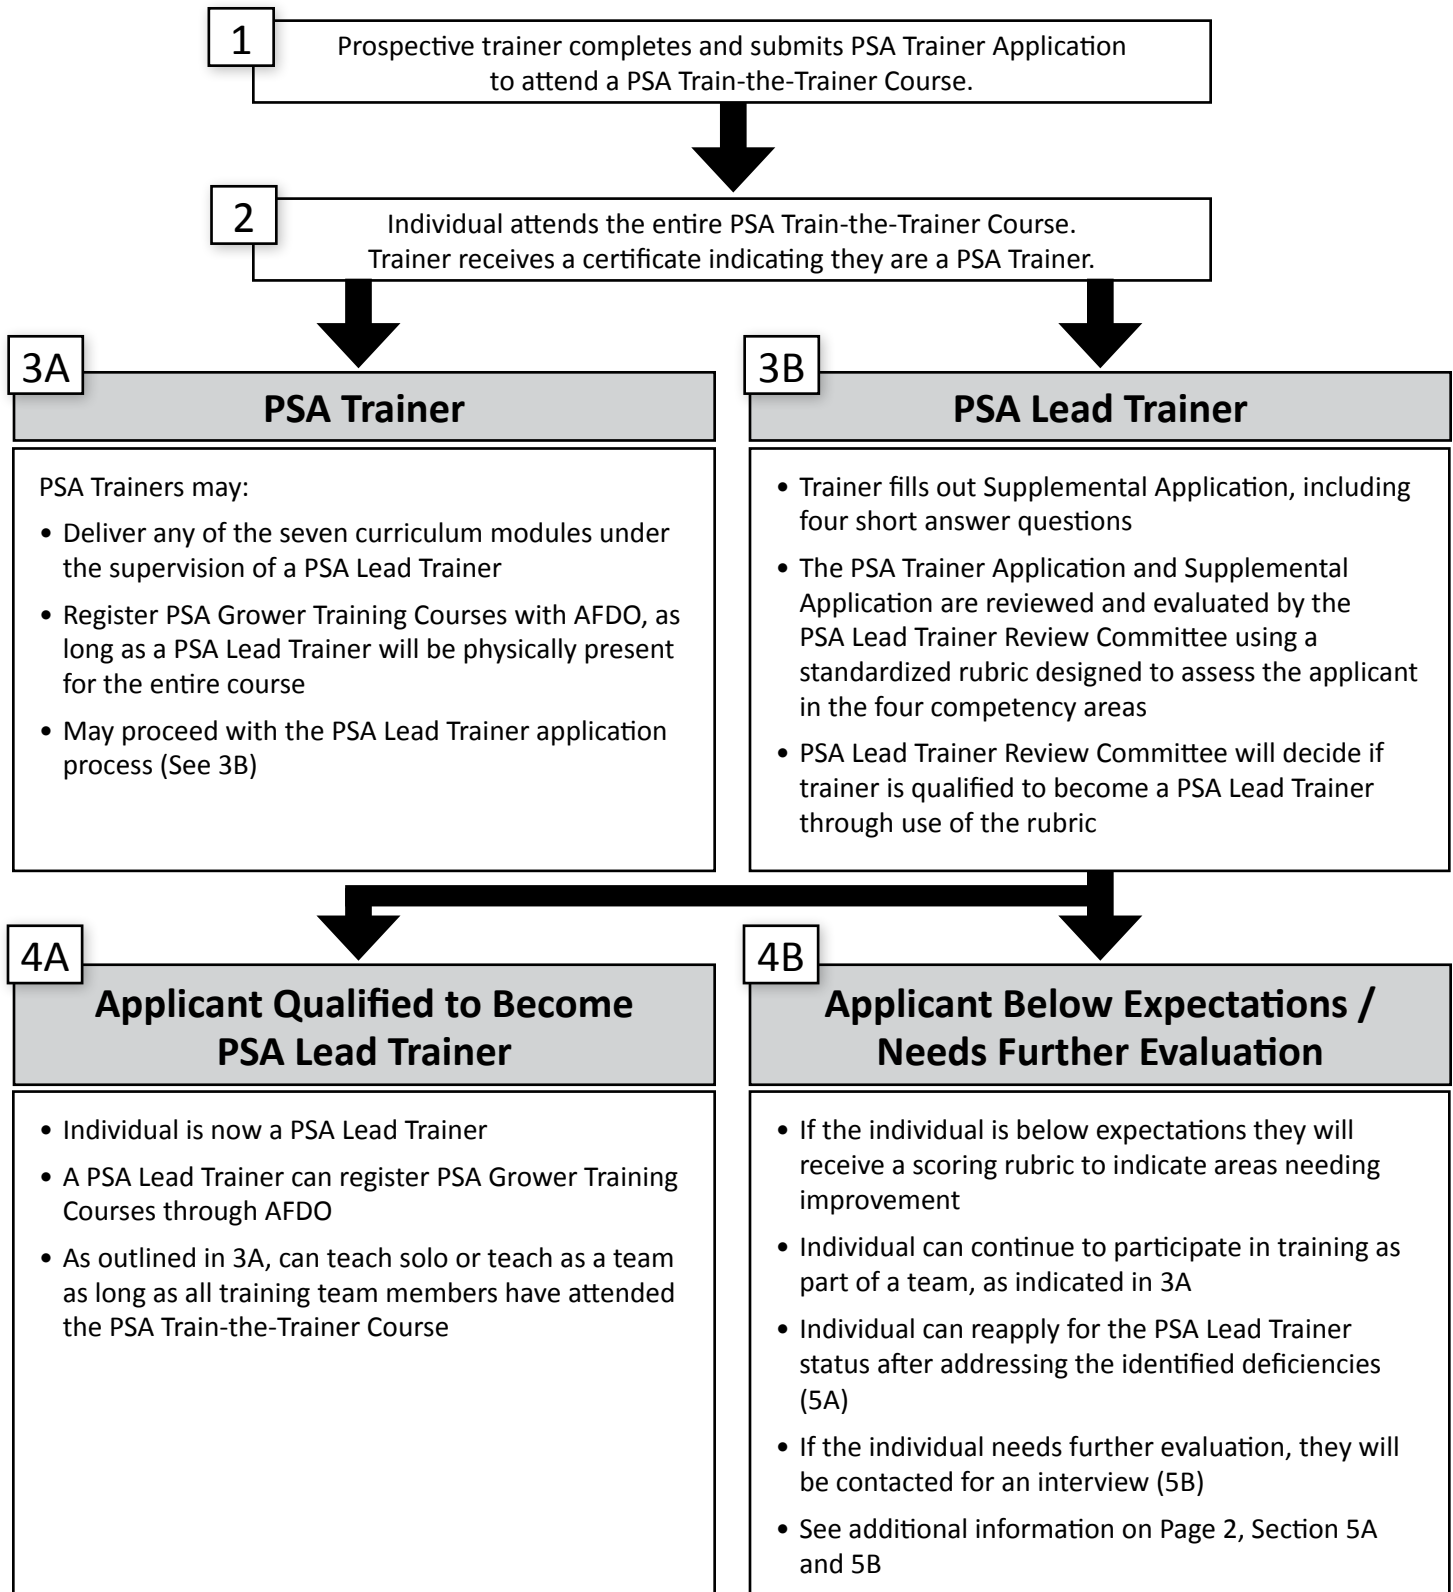 1
Prospective trainer completes and submits PSA Trainer Application
to attend a PSA Train-the-Trainer Course.
2
Individual attends the entire PSA Train-the-Trainer Course.
Trainer receives a certificate indicating they are a PSA Trainer.
3A
PSA Trainer
PSA Trainers may:
• Deliver any of the seven curriculum modules under
the supervision of a PSA Lead Trainer
• Register PSA Grower Training Courses with AFDO, as
long as a PSA Lead Trainer will be physically present
for the entire course
• May proceed with the PSA Lead Trainer application
process (See 3B)
3B
PSA Lead Trainer
• Trainer fills out Supplemental Application, including
four short answer questions
• The PSA Trainer Application and Supplemental
Application are reviewed and evaluated by the
PSA Lead Trainer Review Committee using a
standardized rubric designed to assess the applicant
in the four competency areas
• PSA Lead Trainer Review Committee will decide if
trainer is qualified to become a PSA Lead Trainer
through use of the rubric
4A
Applicant Qualified to Become
PSA Lead Trainer
• Individual is now a PSA Lead Trainer
• A PSA Lead Trainer can register PSA Grower Training
Courses through AFDO
• As outlined in 3A, can teach solo or teach as a team
as long as all training team members have attended
the PSA Train-the-Trainer Course
4B
Applicant Below Expectations /
Needs Further Evaluation
• If the individual is below expectations they will
receive a scoring rubric to indicate areas needing
improvement
• Individual can continue to participate in training as
part of a team, as indicated in 3A
• Individual can reapply for the PSA Lead Trainer
status after addressing the identified deficiencies
(5A)
• If the individual needs further evaluation, they will
be contacted for an interview (5B)
• See additional information on Page 2, Section 5A
and 5B